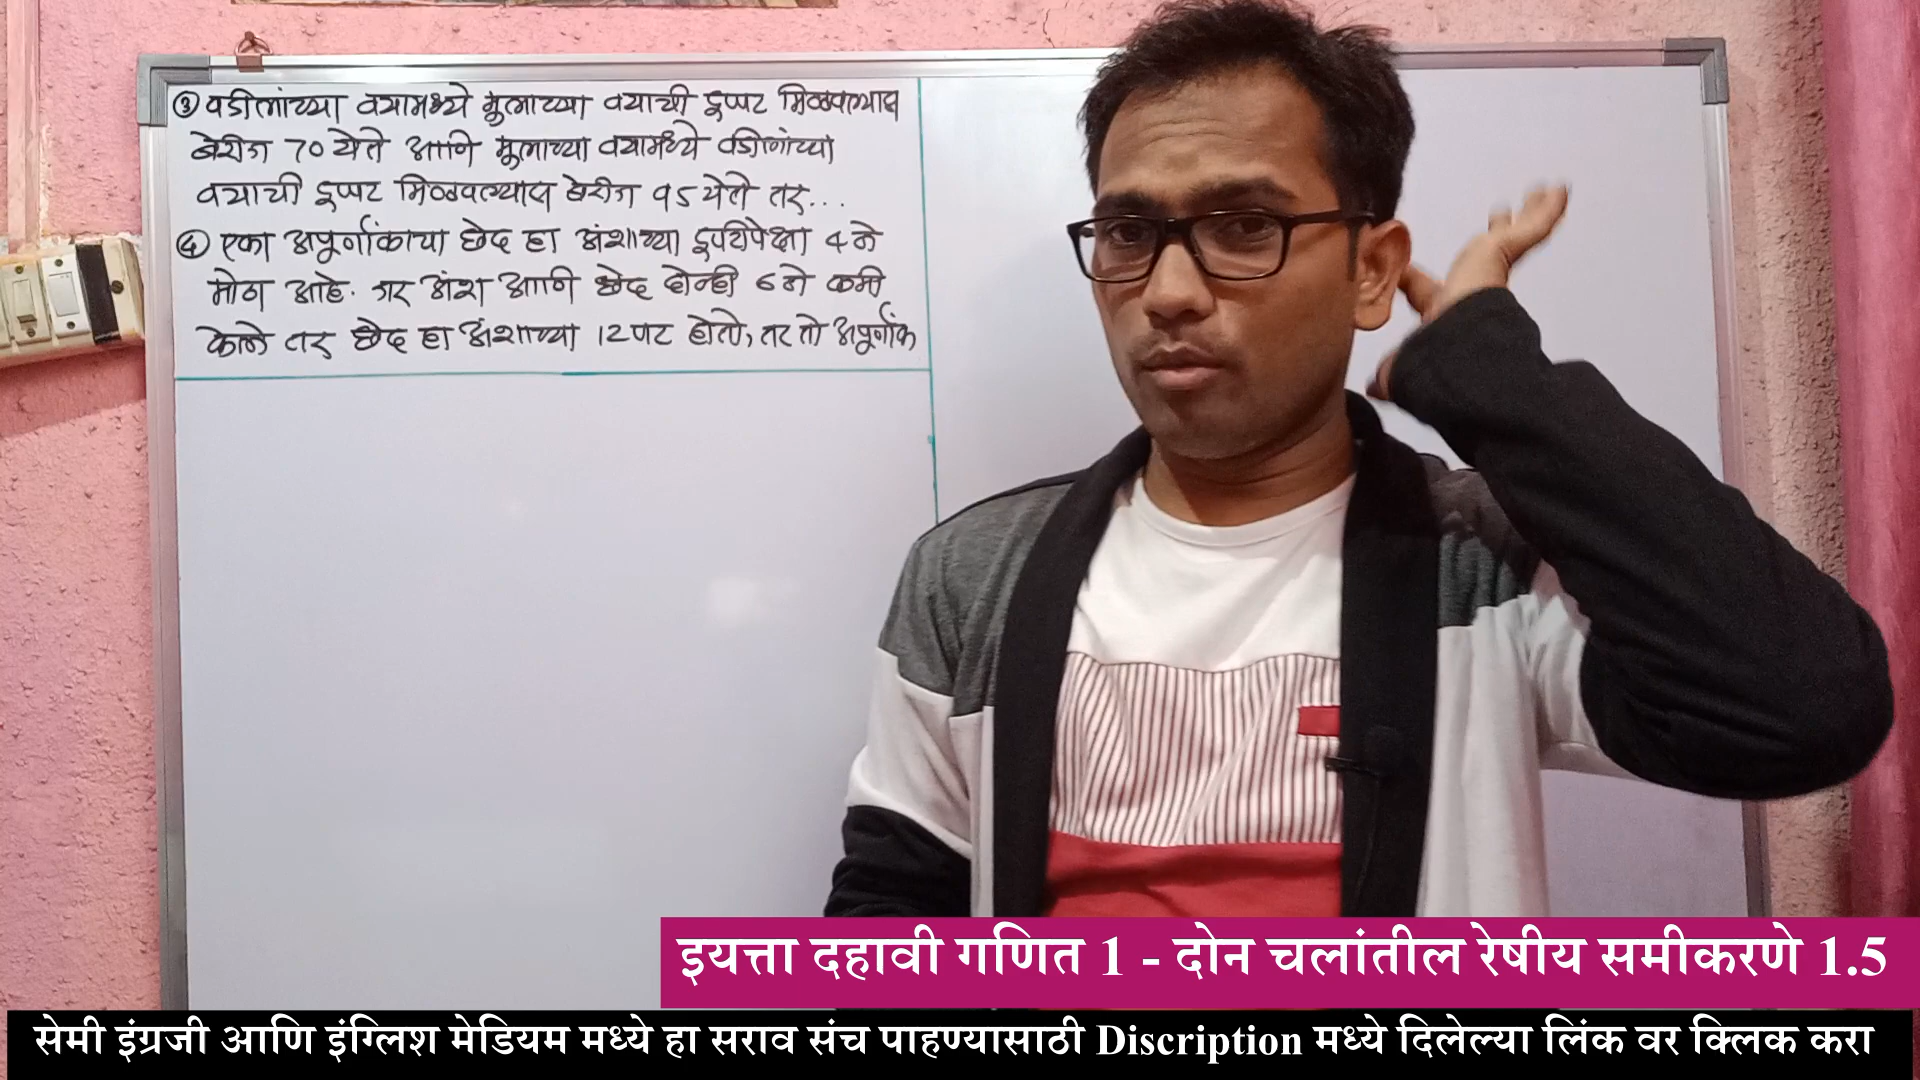 ③ वडीलांच्या वयामध्ये मुलाच्या वयाची दुप्पट मिळवल्यास
बेरीज 70 येते आणि मुलाच्या वयामध्ये वडीलांच्या
वयाची दुप्पट मिळवल्यास बेरीज 95 येते तर...
④ एका अपूर्णांकाचा छेद हा अंशाच्या दुपटीपेक्षा 4 ने
मोठा आहे. जर अंश आणि छेद दोन्ही 6 ने कमी
केले तर छेद हा अंशाच्या 12 पट होतो, तर तो अपूर्णांक
इयत्ता दहावी गणित 1 - दोन चलांतील रेषीय समीकरणे 1.5
सेमी इंग्रजी आणि इंग्लिश मेडियम मध्ये हा सराव संच पाहण्यासाठी Discription मध्ये दिलेल्या लिंक वर क्लिक करा